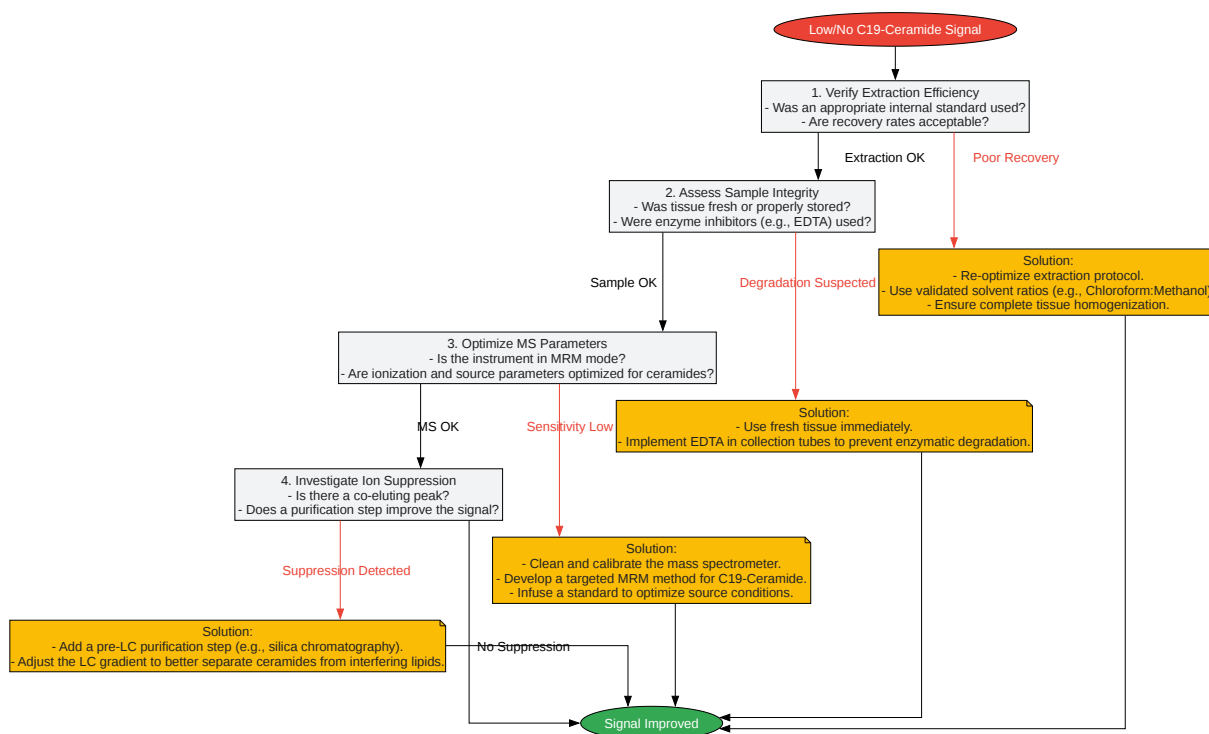 Low/No C19-Ceramide Signal
1. Verify Extraction Efficiency
- Was an appropriate internal standard used?
- Are recovery rates acceptable?
Extraction OK
Poor Recovery
2. Assess Sample Integrity
- Was tissue fresh or properly stored?
- Were enzyme inhibitors (e.g., EDTA) used?
Solution:
- Re-optimize extraction protocol.
- Use validated solvent ratios (e.g., Chloroform:Methanol)
- Ensure complete tissue homogenization.
Sample OK
Degradation Suspected
3. Optimize MS Parameters
- Is the instrument in MRM mode?
- Are ionization and source parameters optimized for ceramides?
Solution:
- Use fresh tissue immediately.
- Implement EDTA in collection tubes to prevent enzymatic degradation.
MS OK
Sensitivity Low
4. Investigate Ion Suppression
- Is there a co-eluting peak?
- Does a purification step improve the signal?
Solution:
- Clean and calibrate the mass spectrometer.
- Develop a targeted MRM method for C19-Ceramide.
- Infuse a standard to optimize source conditions.
Suppression Detected
Solution:
- Add a pre-LC purification step (e.g., silica chromatography).
- Adjust the LC gradient to better separate ceramides from interfering lipids.
No Suppression
Signal Improved